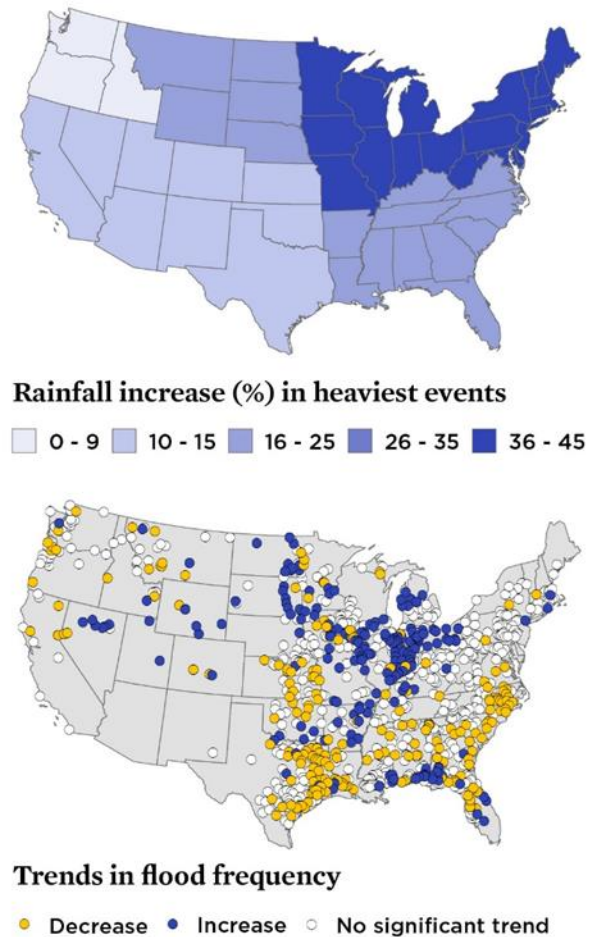 Rainfall increase (%) in heaviest events
0 - 9 10 - 15 16 - 25 26 - 35 36 - 45
Trends in flood frequency
Decrease Increase No significant trend